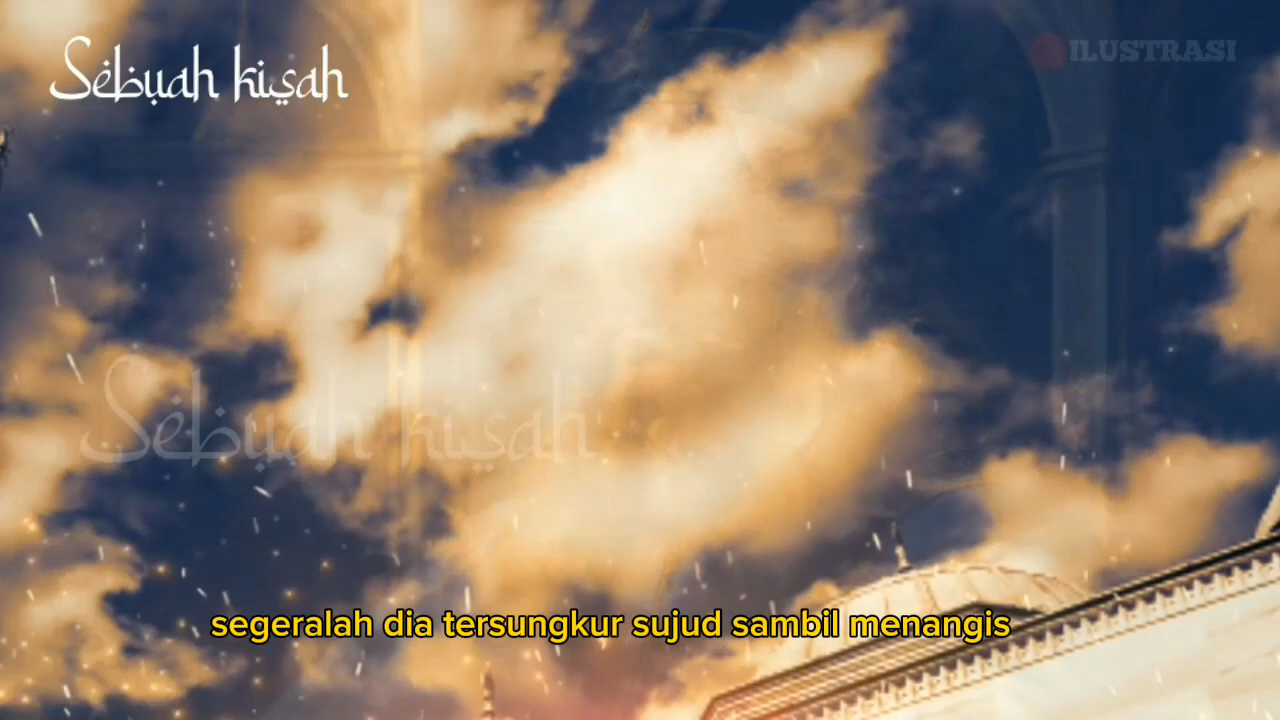 Sebuah kisah
ILUSTRASI
Sebuah kisah
segeralah dia tersungkur sujud sambil menangis